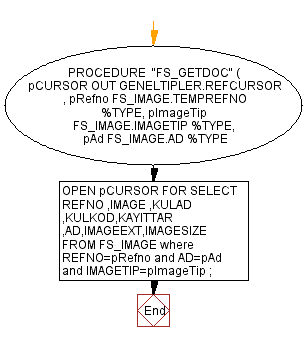 PROCEDURE "FS_GETDOC" (
pCURSOR OUT GENELTIPLER.REFCURSOR
, pRefno FS_IMAGE.TEMPREFNO
%TYPE, pImageTip
FS_IMAGE.IMAGETIP %TYPE,
pAd FS_IMAGE.AD %TYPE
OPEN pCURSOR FOR SELECT
REFNO ,IMAGE ,KULAD
,KULKOD,KAYITTAR
,AD,IMAGEEXT,IMAGESIZE
FROM FS_IMAGE where
REFNO=pRefno and AD=pAd
and IMAGETIP=pImageTip ;
End